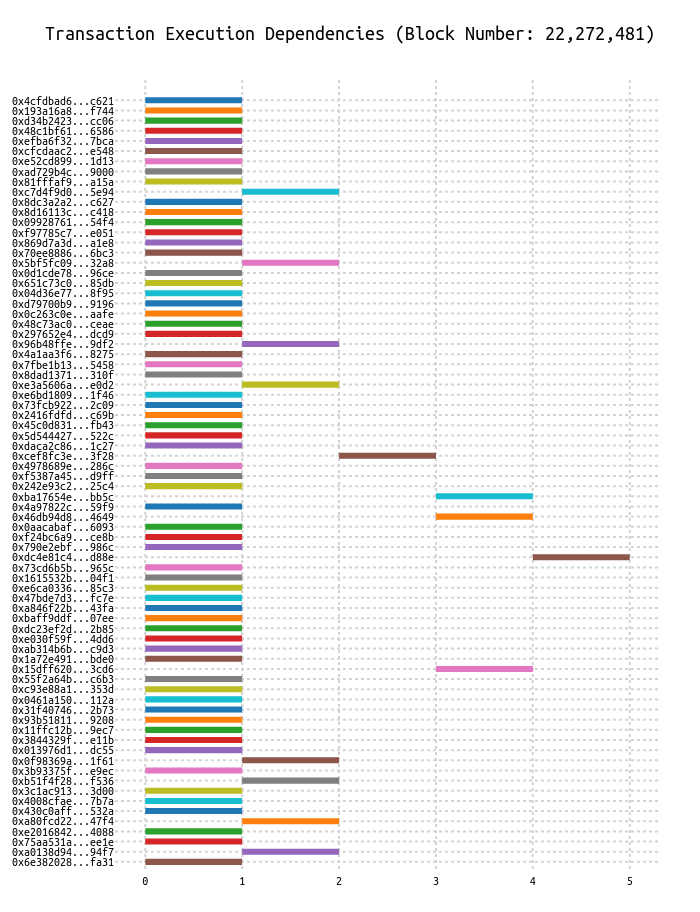 Transaction Execution Dependencies (Block Number: 22,272,481)
0x4cfdbad6...c621
0x193a16a8...f744
0xd34b2423...cc06
0x48c1bf61...6586
0xefba6f32...7bca
0xcfcdaac2...e548
0xe52cd899...1d13
0xad729b4c...9000
0x81fffaf9...a15a
0xc7d4f9d0...5e94
0x8dc3a2a2...c627
0x8d16113c...c418
0x09928761...54f4
0xf97785c7...e051
0x869d7a3d...a1e8
0x70ee8886...6bc3
0x5bf5fc09...32a8
0x0d1cde78...96ce
0x651c73c0...85db
0x04d36e77...8f95
0xd79700b9...9196
0x0c263c0e...aafe
0x48c73ac0...ceae
0x297652e4...dcd9
0x96b48ffe...9df2
0x4a1aa3f6...8275
0x7fbe1b13...5458
0x8dad1371...310f
0xe3a5606a...e0d2
0xe6bd1809...1f46
0x73fcb922...2c09
0x2416fdfd...c69b
0x45c0d831...fb43
0x5d544427...522c
0xdaca2c86...1c27
0xcef8fc3e...3f28
0x4978689e...286c
0xf5387a45...d9ff
0x242e93c2...25c4
0xba17654e...bb5c
0x4a97822c...59f9
0x46db94d8...4649
0x0aacabaf...6093
0xf24bc6a9...ce8b
0x790e2ebf...986c
0xdc4e81c4...d88e
0x73cd6b5b...965c
0x1615532b...04f1
0xe6ca0336...85c3
0x47bde7d3...fc7e
0xa846f22b...43fa
0xbaff9ddf...07ee
0xdc23ef2d...2b85
0xe030f59f...4dd6
0xab314b6b...c9d3
0x1a72e491...bde0
0x15dff620...3cd6
0x55f2a64b...c6b3
0xc93e88a1...353d
0x0461a150...112a
0x31f40746...2b73
0x93b51811...9208
0x11ffc12b...9ec7
0x3844329f...e11b
0x013976d1...dc55
0x0f98369a...1f61
0x3b93375f...e9ec
0xb51f4f28...f536
0x3c1ac913...3d00
0x4008cfae...7b7a
0x430c0aff...532a
0xa80fcd22...47f4
0xe2016842...4088
0x75aa531a...ee1e
0xa0138d94...94f7
0x6e382028...fa31
0 1 2 3 4 5